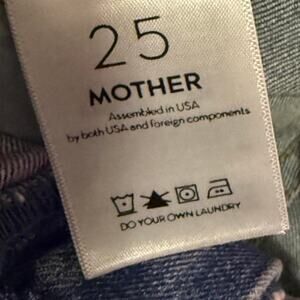 25
MOTHER
Assembled in USA
by both USA and foreign components
DO YOUR OWN LAUNDRY